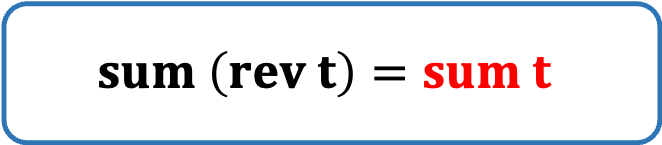 sum (rev t) = sum t